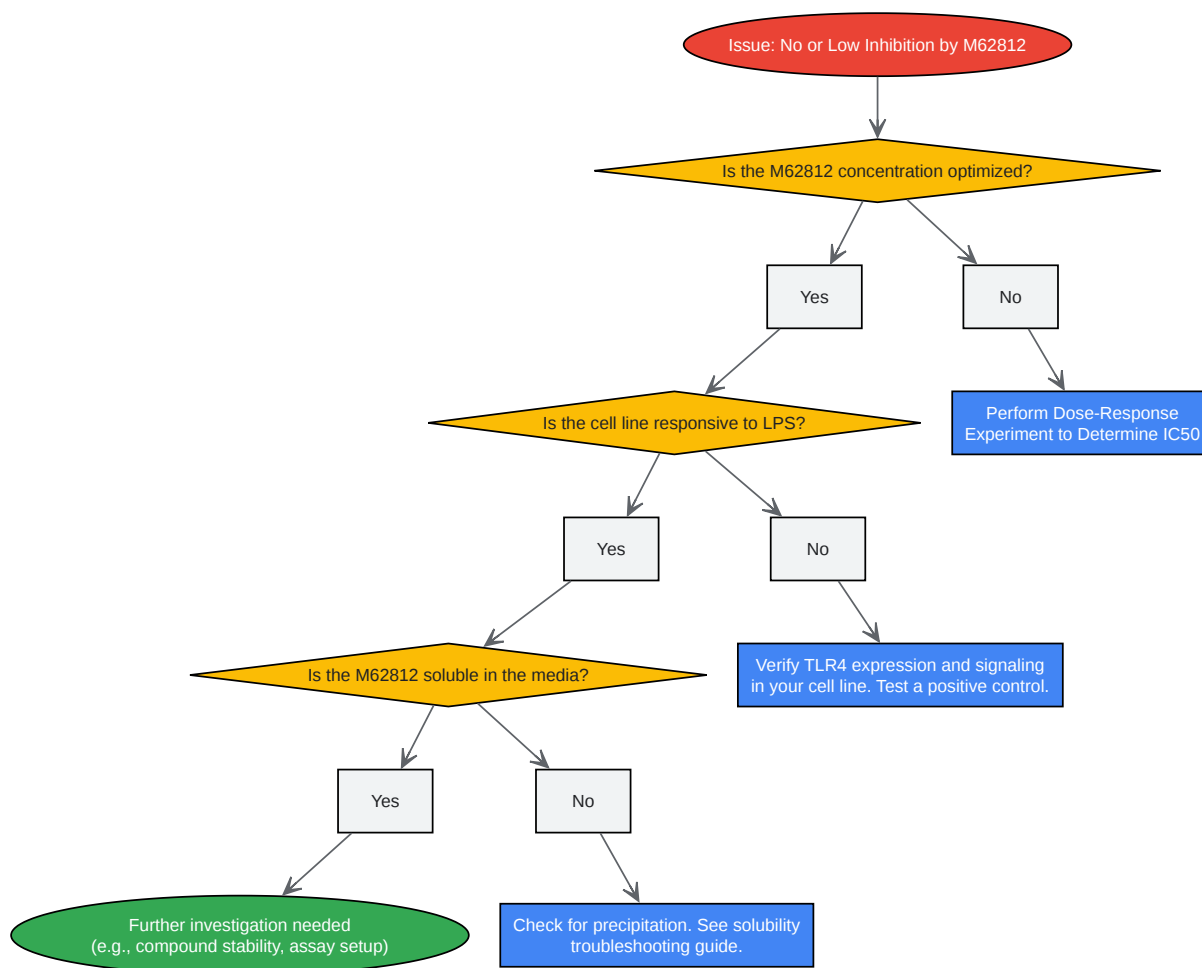 Issue: No or Low Inhibition by M62812
Is the M62812 concentration optimized?
Yes
No
Perform Dose-Response
Experiment to Determine IC50
Is the cell line responsive to LPS?
Yes
No
Verify TLR4 expression and signaling
in your cell line. Test a positive control.
Is the M62812 soluble in the media?
Yes
No
Further investigation needed
(e.g., compound stability, assay setup)
Check for precipitation. See solubility
troubleshooting guide.